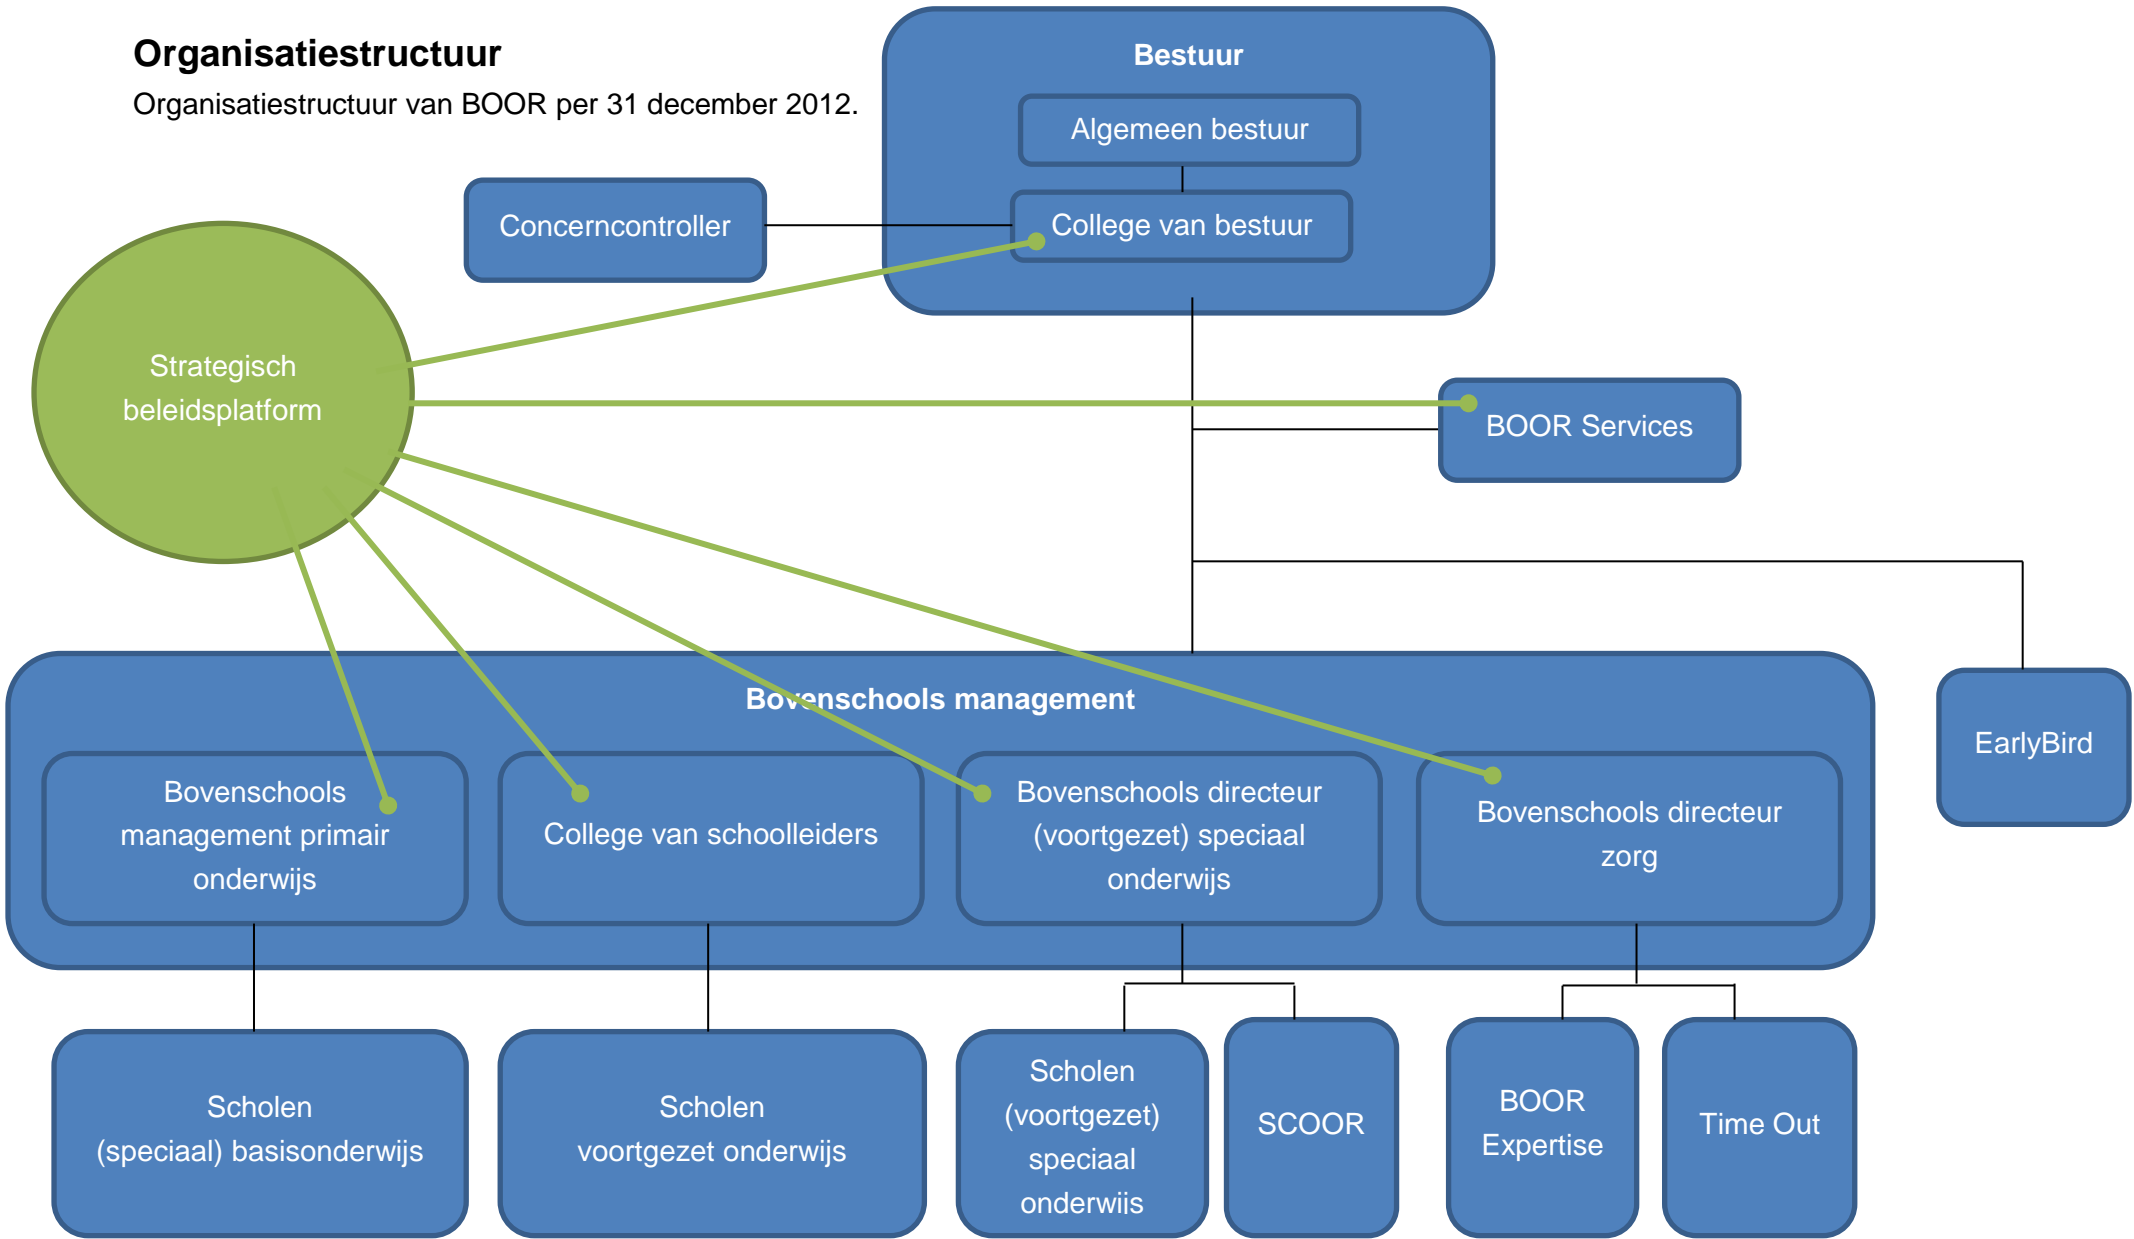 Organisatiestructuur
Organisatiestructuur van BOOR per 31 december 2012.
Bestuur
Algemeen bestuur
College van bestuur
Concerncontroller
Strategisch
beleidsplatform
BOOR Services
Bovenschools management
EarlyBird
Bovenschools
management primair
onderwijs
College van schoolleiders
Bovenschools directeur
(voortgezet) speciaal
onderwijs
Bovenschools directeur
zorg
Scholen
(speciaal) basisonderwijs
Scholen
voortgezet onderwijs
Scholen
(voortgezet)
speciaal
onderwijs
SCOOR
BOOR
Expertise
Time Out